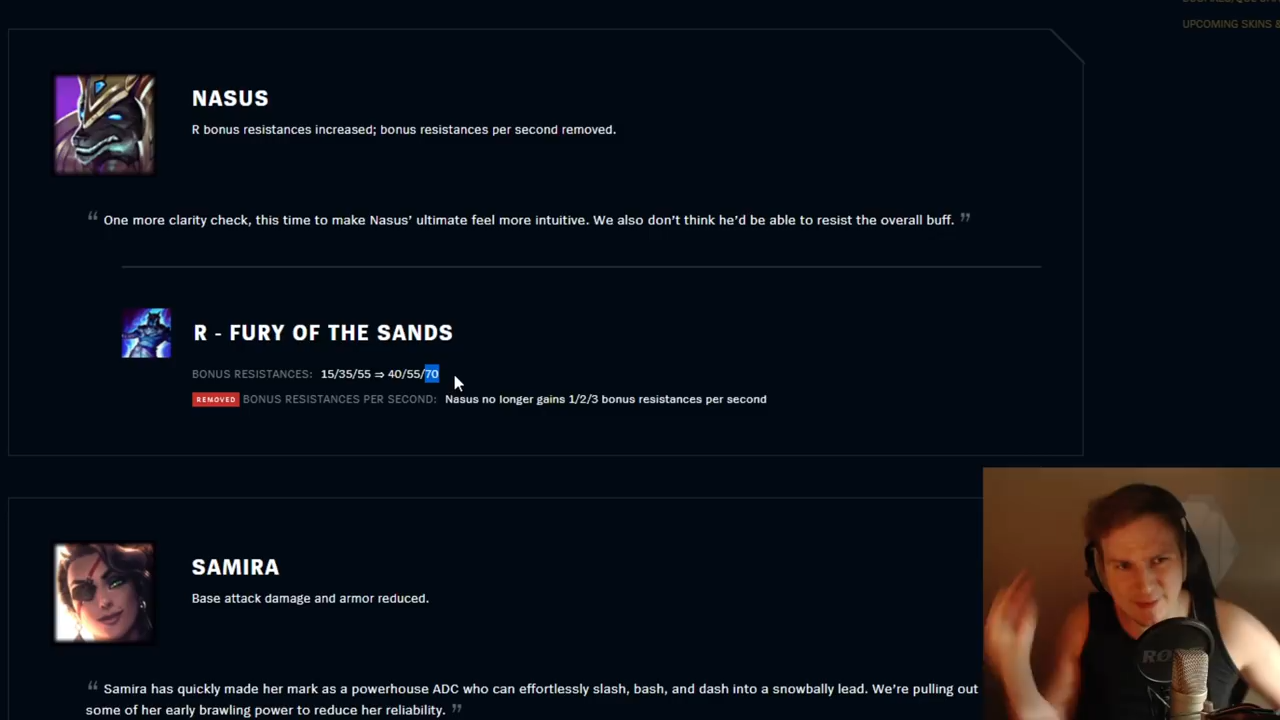 UPCOMING SKINS &
NASUS
R bonus resistances increased; bonus resistances per second removed.
“ One more clarity check, this time to make Nasus’ ultimate feel more intuitive. We also don’t think he’d be able to resist the overall buff. ”
R - FURY OF THE SANDS
BONUS RESISTANCES: 15/35/55 ⇒ 40/55/70
REMOVED BONUS RESISTANCES PER SECOND: Nasus no longer gains 1/2/3 bonus resistances per second
SAMIRA
Base attack damage and armor reduced.
“ Samira has quickly made her mark as a powerhouse ADC who can effortlessly slash, bash, and dash into a snowbally lead. We’re pulling out
some of her early brawling power to reduce her reliability. ”